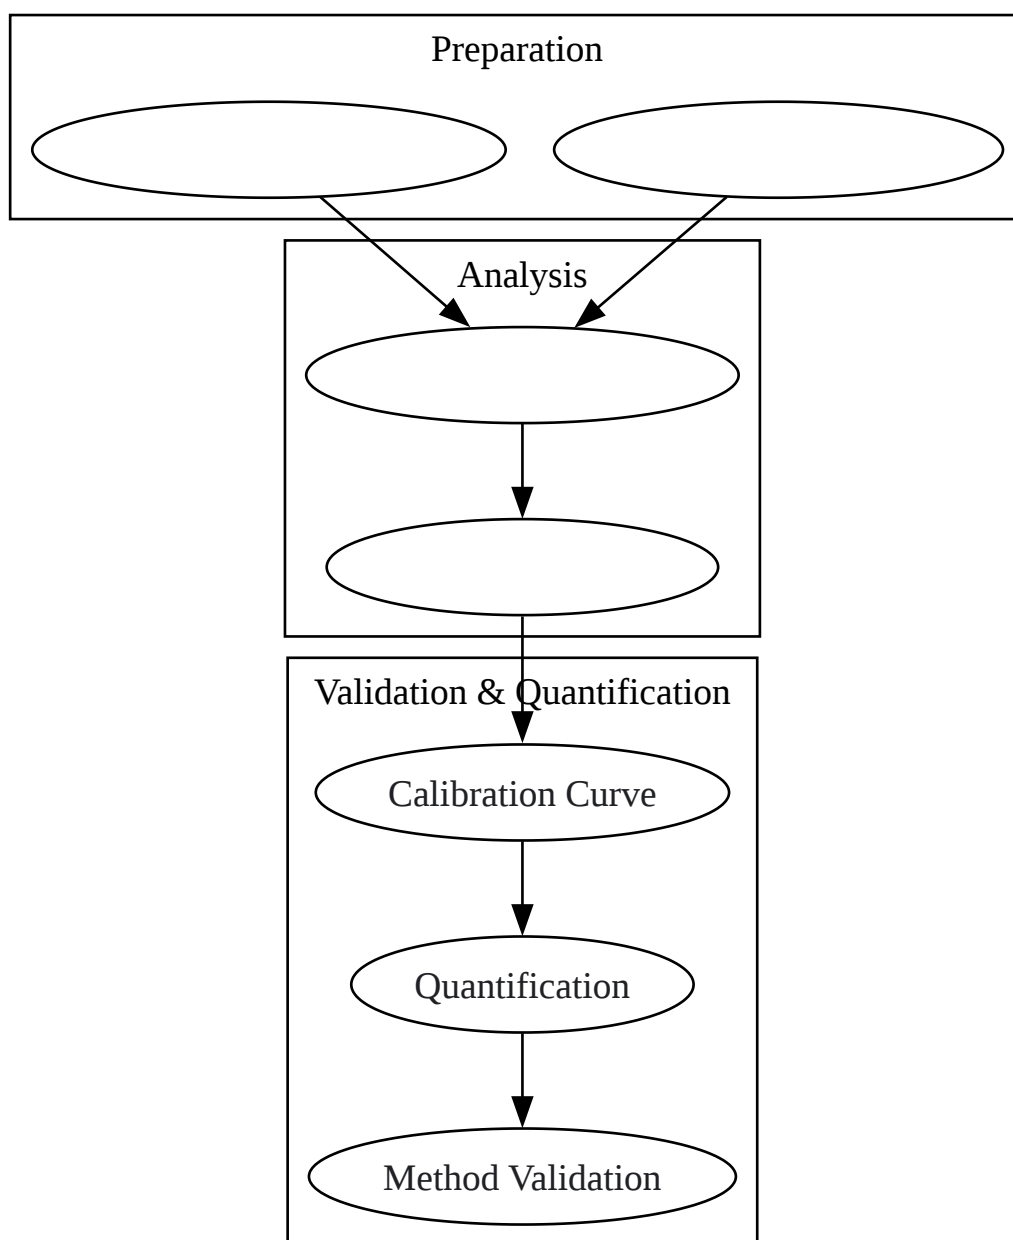 Preparation
Analysis
Validation & Quantification
Calibration Curve
Quantification
Method Validation